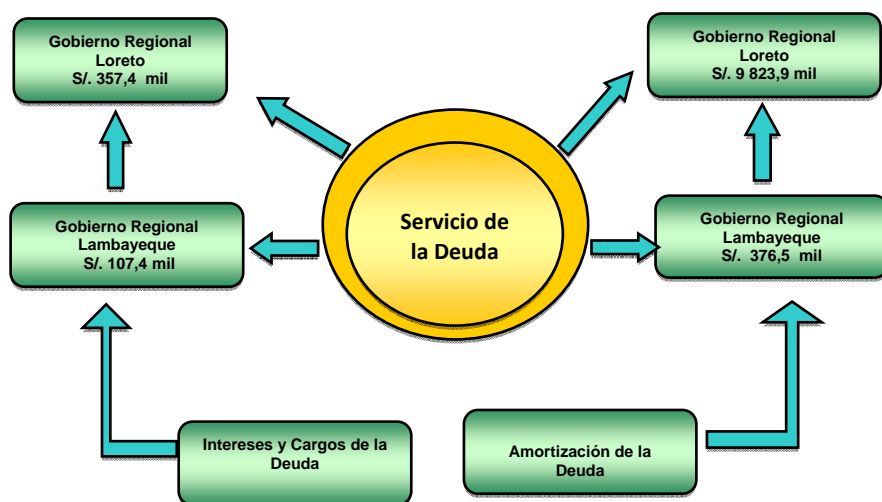 Gobierno Regional
Loreto
S/. 357,4 mil
Gobierno Regional
Loreto
S/. 9 823,9 mil
Gobierno Regional
Lambayeque
S/. 107,4 mil
Servicio de
la Deuda
Gobierno Regional
Lambayeque
S/. 376,5 mil
Intereses y Cargos de la
Deuda
Amortización de la
Deuda